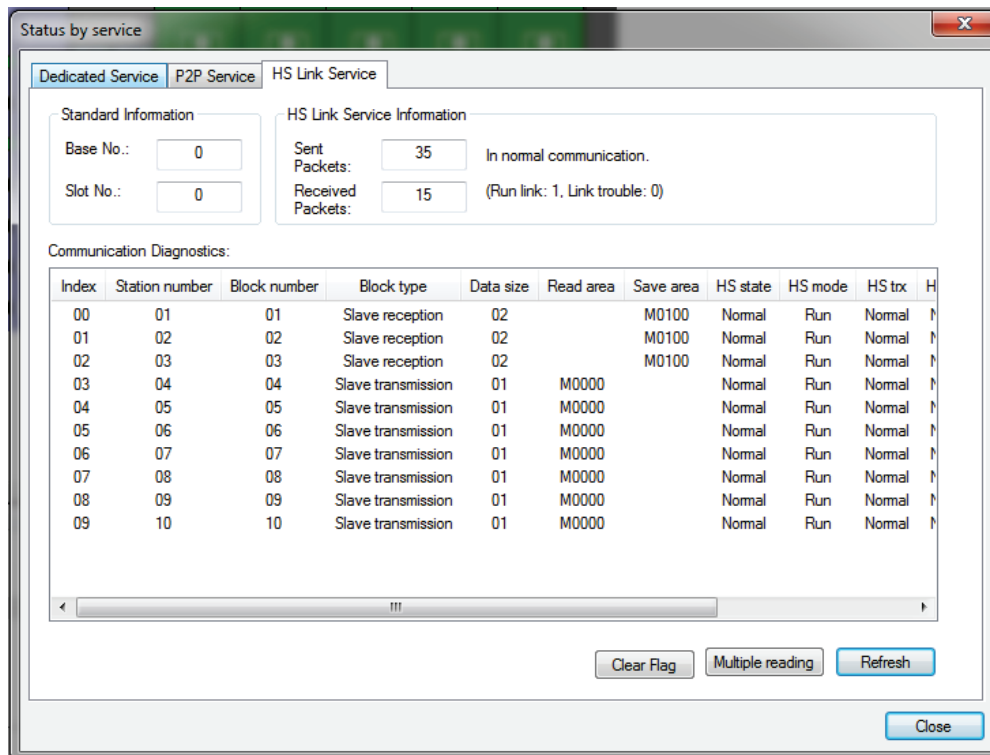 Status by service
Dedicated Service P2P Service HS Link Service
Standard Information HS Link Service Information
Base No.: 0 Sent Packets: 35 In normal communication.
Slot No.: 0 Received Packets: 15 (Run link: 1, Link trouble: 0)
Communication Diagnostics:
Index Station number Block number Block type Data size Read area Save area HS state HS mode HS trx H
00 01 01 Slave reception 02 M0100 Normal Run Normal N
01 02 02 Slave reception 02 M0100 Normal Run Normal N
02 03 03 Slave reception 02 M0100 Normal Run Normal N
03 04 04 Slave transmission 01 M0000 Normal Run Normal N
04 05 05 Slave transmission 01 M0000 Normal Run Normal N
05 06 06 Slave transmission 01 M0000 Normal Run Normal N
06 07 07 Slave transmission 01 M0000 Normal Run Normal N
07 08 08 Slave transmission 01 M0000 Normal Run Normal N
08 09 09 Slave transmission 01 M0000 Normal Run Normal N
09 10 10 Slave transmission 01 M0000 Normal Run Normal N
Clear Flag Multiple reading Refresh
Close